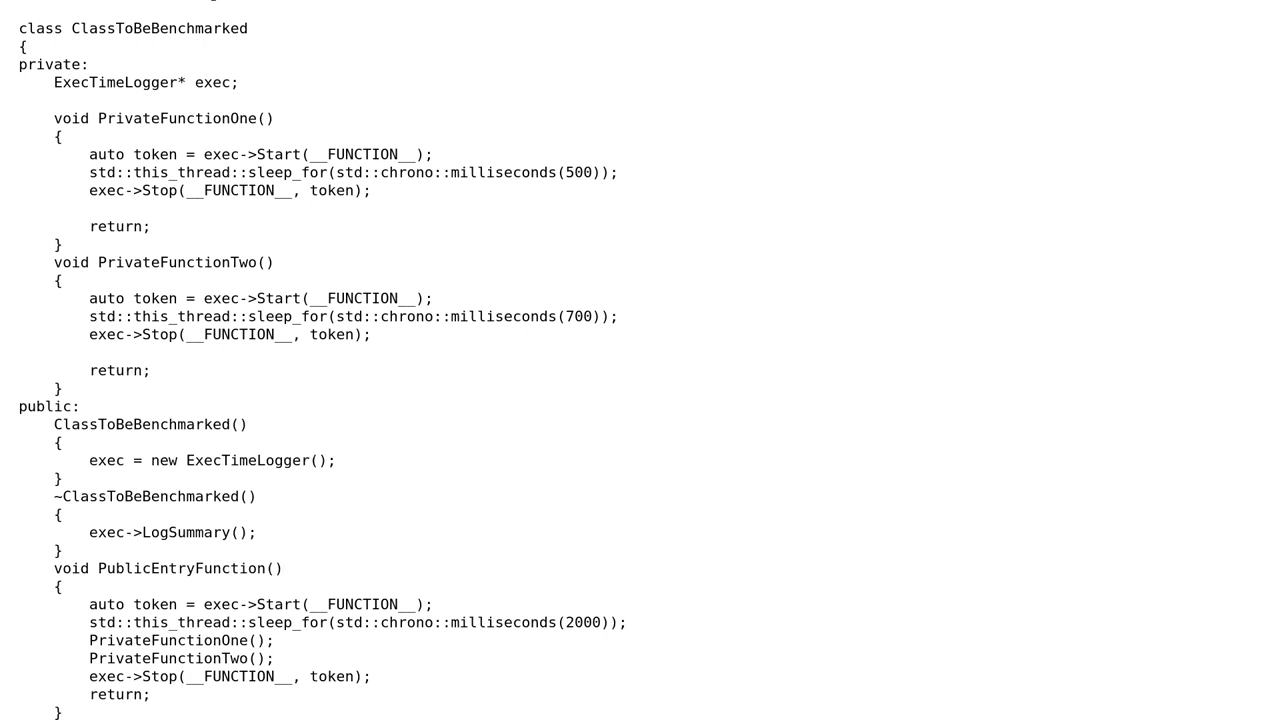 class ClassToBeBenchmarked
{
private:
    ExecTimeLogger* exec;

    void PrivateFunctionOne()
    {
        auto token = exec->Start(__FUNCTION__);
        std::this_thread::sleep_for(std::chrono::milliseconds(500));
        exec->Stop(__FUNCTION__, token);

        return;
    }
    void PrivateFunctionTwo()
    {
        auto token = exec->Start(__FUNCTION__);
        std::this_thread::sleep_for(std::chrono::milliseconds(700));
        exec->Stop(__FUNCTION__, token);

        return;
    }
public:
    ClassToBeBenchmarked()
    {
        exec = new ExecTimeLogger();
    }
    ~ClassToBeBenchmarked()
    {
        exec->LogSummary();
    }
    void PublicEntryFunction()
    {
        auto token = exec->Start(__FUNCTION__);
        std::this_thread::sleep_for(std::chrono::milliseconds(2000));
        PrivateFunctionOne();
        PrivateFunctionTwo();
        exec->Stop(__FUNCTION__, token);
        return;
    }